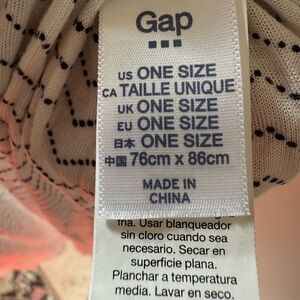 Gap
US ONE SIZE
CA TAILLE UNIQUE
UK ONE SIZE
EU ONE SIZE
日本 ONE SIZE
中国 76cm x 86cm
MADE IN
CHINA
fria. Usar blanqueador
sin cloro cuando sea
necesario. Secar en
superficie plana.
Planchar a temperatura
media. Lavar en seco.